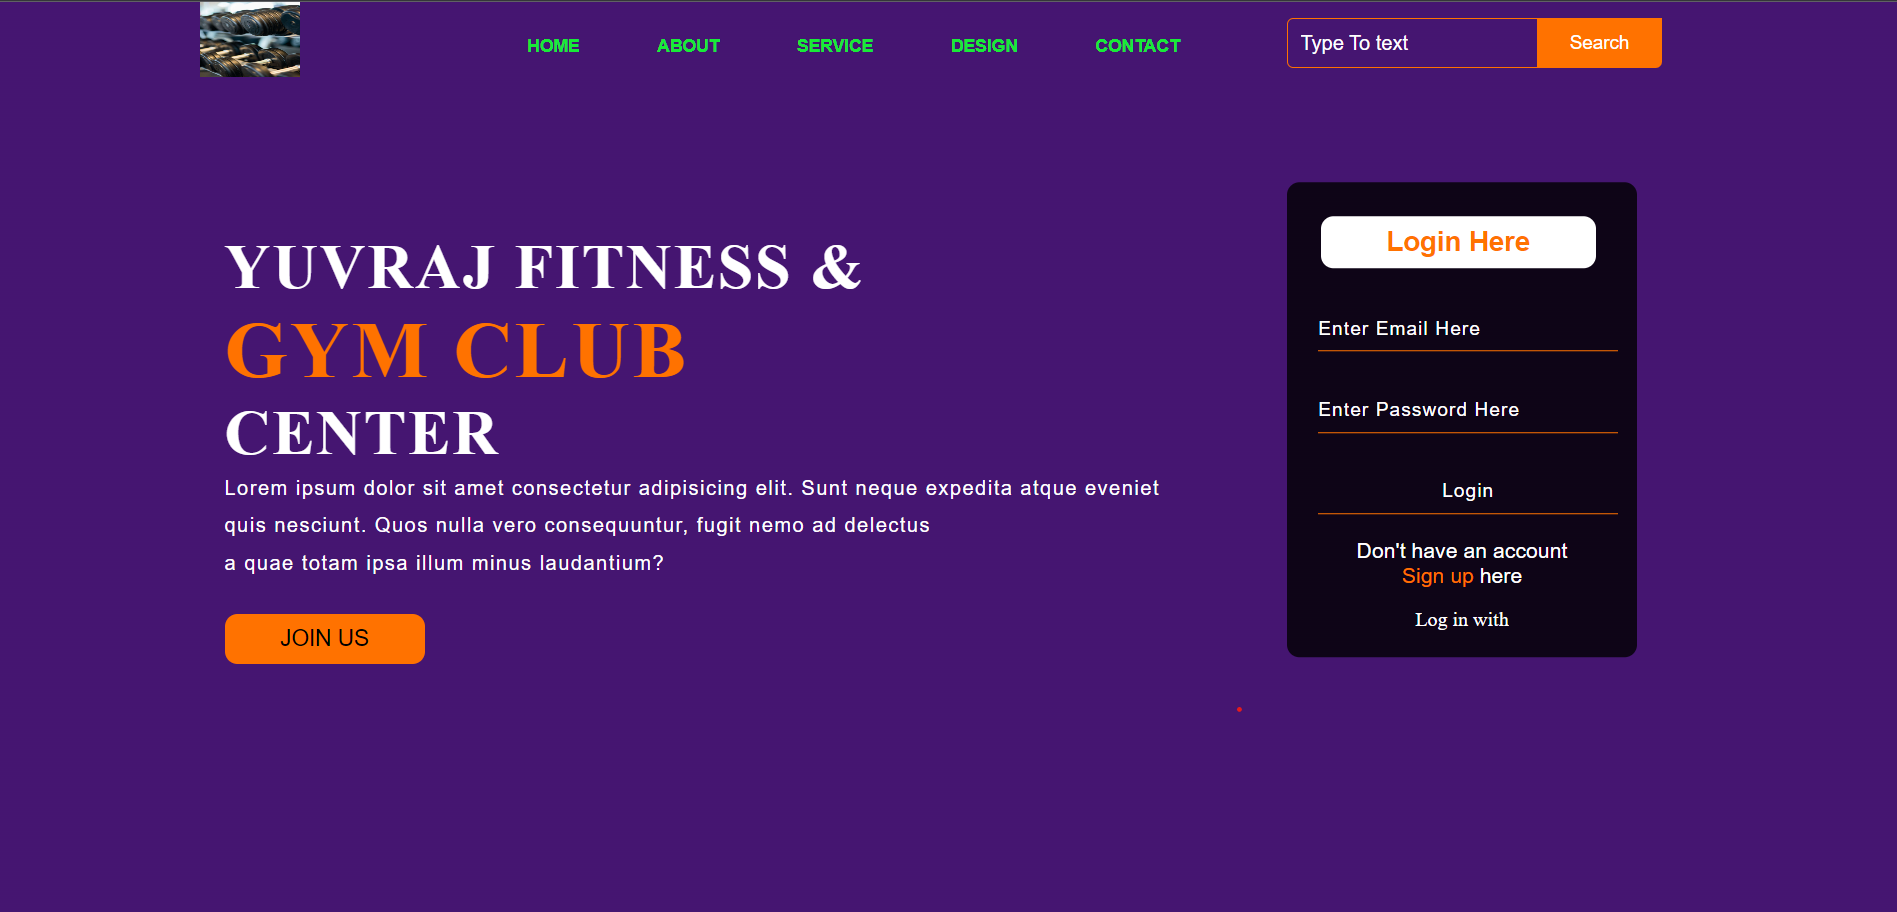 HOME ABOUT SERVICE DESIGN CONTACT
Type To text Search
YUVRAJ FITNESS &
GYM CLUB
CENTER
Lorem ipsum dolor sit amet consectetur adipisicing elit. Sunt neque expedita atque eveniet
quis nesciunt. Quos nulla vero consequuntur, fugit nemo ad delectus
a quae totam ipsa illum minus laudantium?
JOIN US
Login Here
Enter Email Here
Enter Password Here
Login
Don't have an account
Sign up here
Log in with